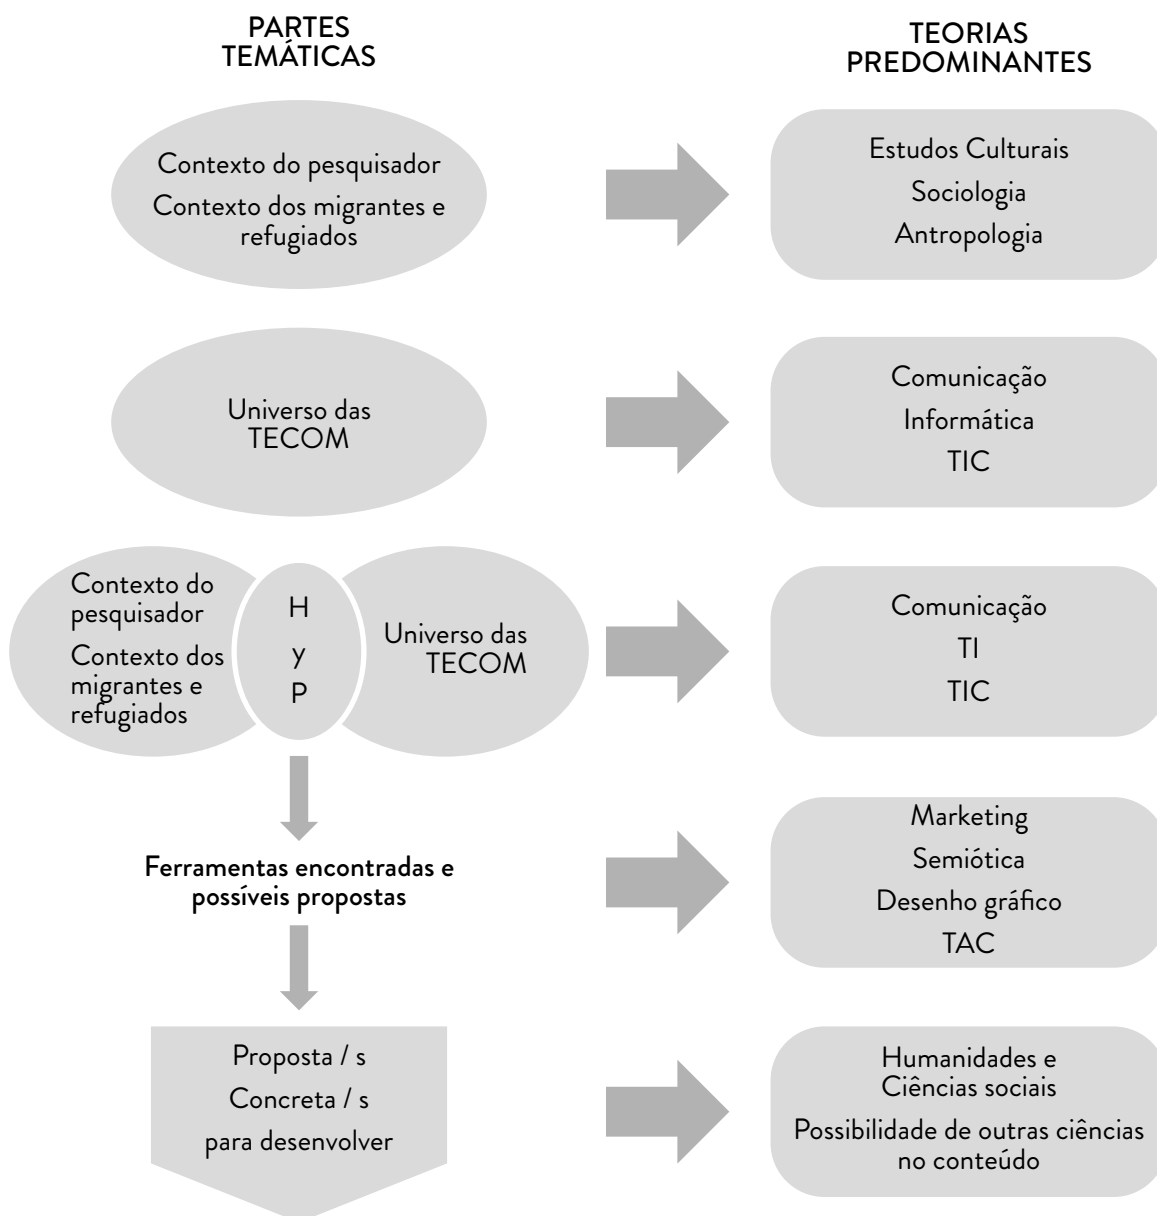 PARTES
TEMÁTICAS
TEORIAS
PREDOMINANTES
Contexto do pesquisador
Contexto dos migrantes e
refugiados
Estudos Culturais
Sociologia
Antropologia
Universo das
TECOM
Comunicação
Informática
TIC
Contexto do
pesquisador
Contexto dos
migrantes e
refugiados
H
y
P
Universo das
TECOM
Comunicação
TI
TIC
Ferramentas encontradas e
possíveis propostas
Marketing
Semiótica
Desenho gráfico
TAC
Proposta / s
Concreta / s
para desenvolver
Humanidades e
Ciências sociais
Possibilidade de outras ciências
no conteúdo